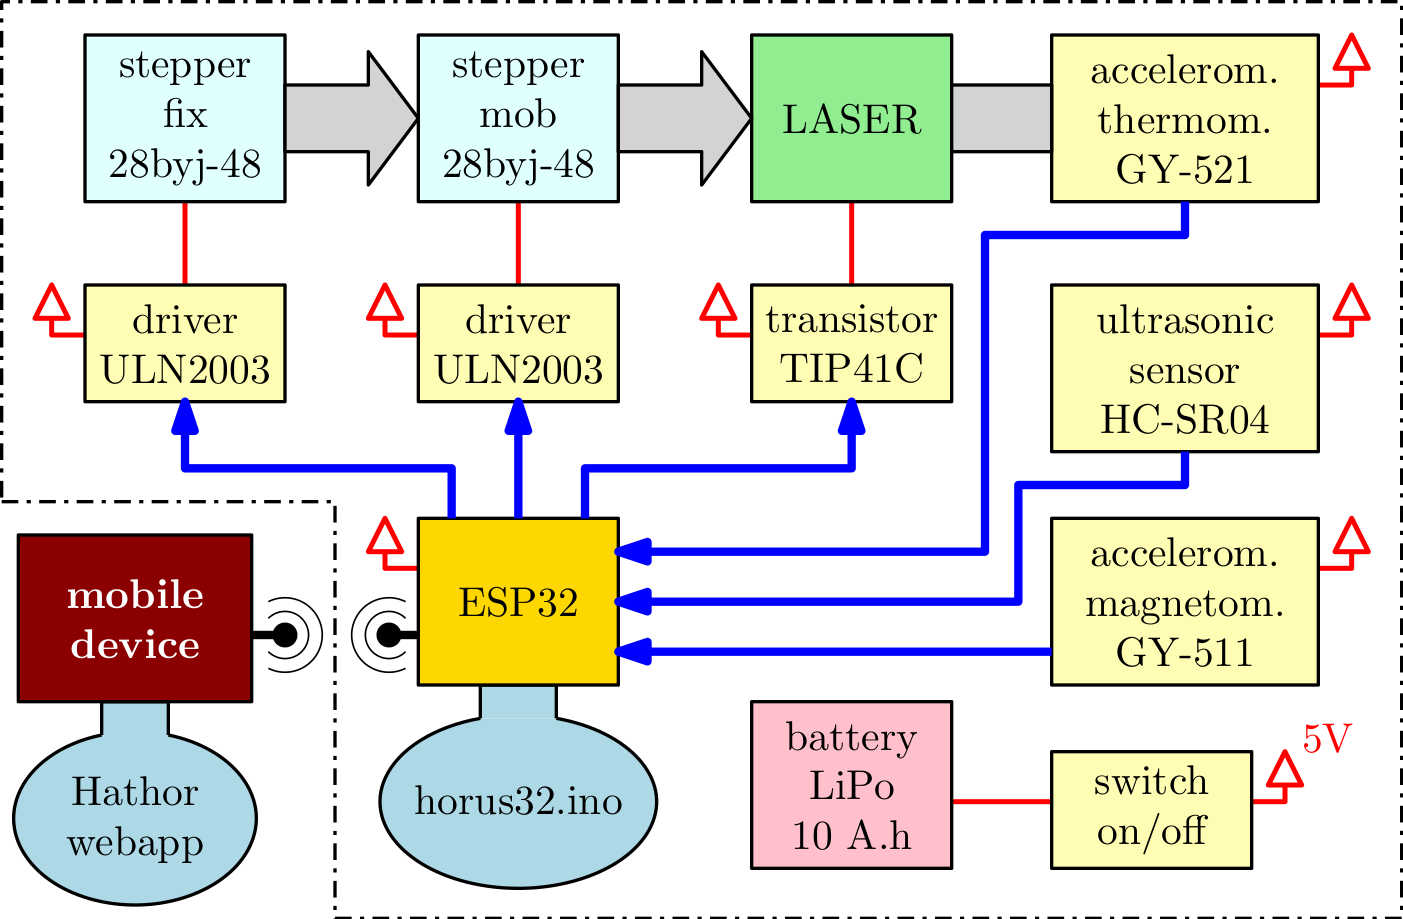 stepper
fix
28byj-48
stepper
mob
28byj-48
LASER
accelerom.
thermom.
GY-521
driver
ULN2003
driver
ULN2003
transistor
TIP41C
ultrasonic
sensor
HC-SR04
mobile
device
ESP32
accelerom.
magnetom.
GY-511
Hathor
webapp
horus32.ino
battery
LiPo
10 A.h
switch
on/off
5V